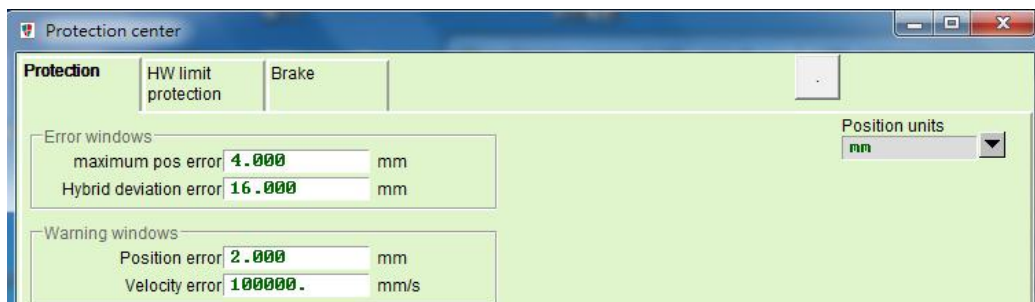 Protection center
Protection
HW limit
protection
Brake
.
Position units
mm
Error windows
maximum pos error 4.000 mm
Hybrid deviation error 16.000 mm
Warning windows
Position error 2.000 mm
Velocity error 100000. mm/s